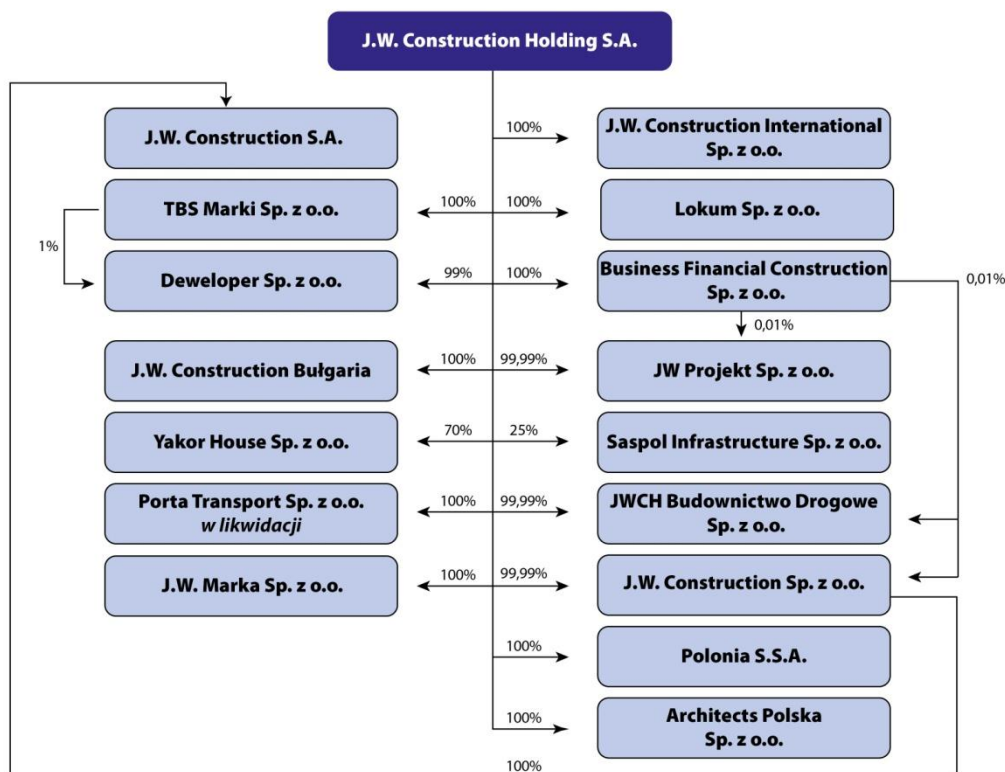 J.W. Construction Holding S.A.
J.W. Construction S.A.
100%
J.W. Construction International
Sp. z o.o.
TBS Marki Sp. z o.o.
100%
100%
Lokum Sp. z o.o.
1%
Deweloper Sp. z o.o.
99%
100%
Business Financial Construction
Sp. z o.o.
0,01%
0,01%
J.W. Construction Bułgaria
100%
99,99%
JW Projekt Sp. z o.o.
Yakor House Sp. z o.o.
70%
25%
Saspol Infrastructure Sp. z o.o.
Porta Transport Sp. z o.o.
w likwidacji
100%
99,99%
JWCH Budownictwo Drogowe
Sp. z o.o.
J.W. Marka Sp. z o.o.
100%
99,99%
J.W. Construction Sp. z o.o.
100%
Polonia S.S.A.
100%
Architects Polska
Sp. z o.o.
100%